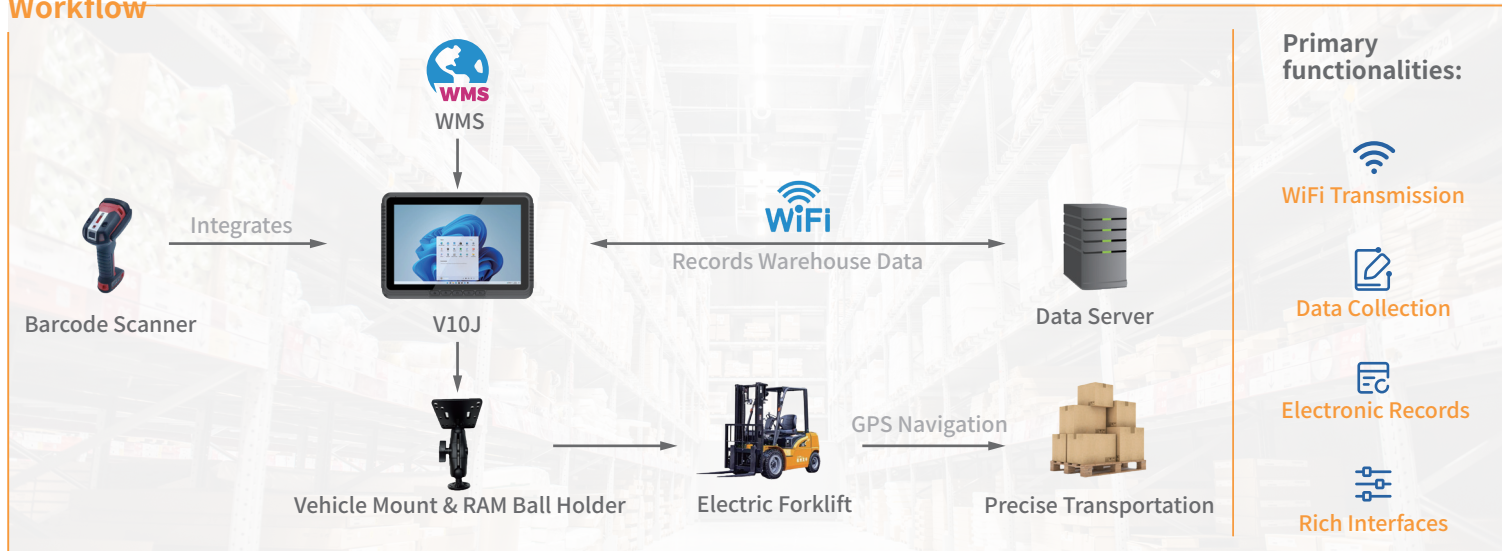 Workflow
WMS
WMS
Integrates
WiFi
Records Warehouse Data
Barcode Scanner
V10J
Data Server
GPS Navigation
Vehicle Mount & RAM Ball Holder
Electric Forklift
Precise Transportation
Primary
functionalities:
WiFi Transmission
Data Collection
Electronic Records
Rich Interfaces